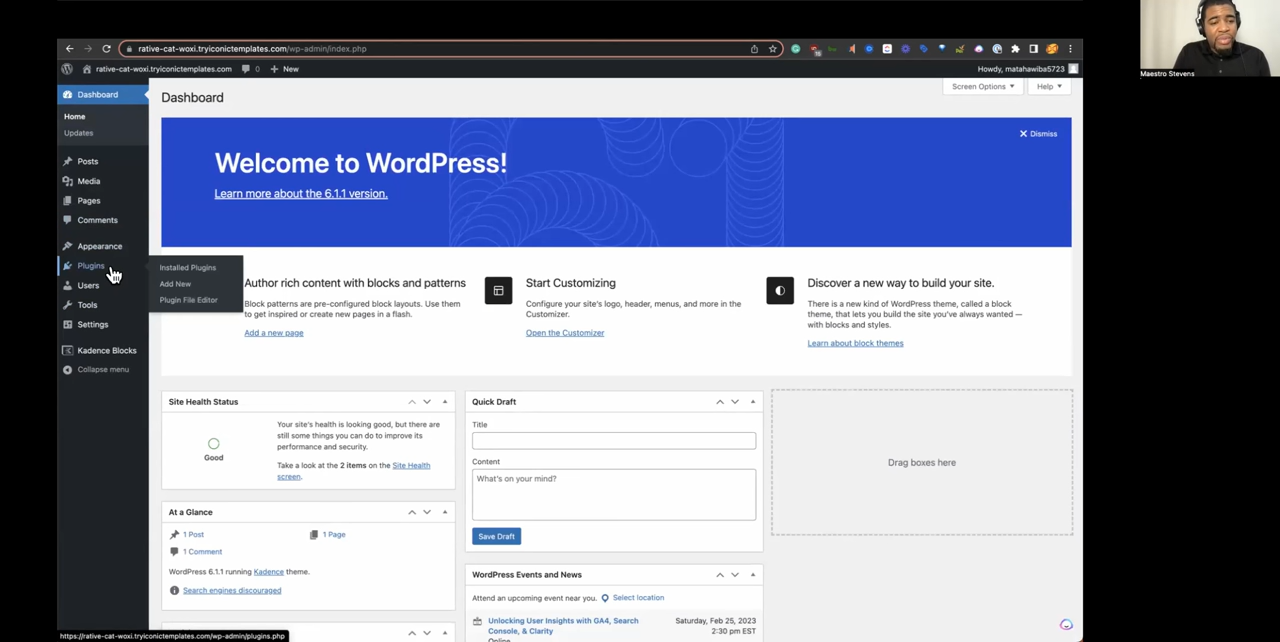 Maestro Stevens
rative-cat-woxi.tryiconictemplates.com/wp-admin/index.php
rative-cat-woxi.tryiconictemplates.com
0
New
Howdy, matahawiba5723
Dashboard
Home
Updates
Posts
Media
Pages
Comments
Appearance
Plugins
Installed Plugins
Add New
Plugin File Editor
Users
Tools
Settings
Kadence Blocks
Collapse menu
Dashboard
Screen Options
Help
Welcome to WordPress!
Learn more about the 6.1.1 version.
Dismiss
Author rich content with blocks and patterns
Block patterns are pre-configured block layouts. Use them
to get inspired or create new pages in a flash.
Add a new page
Start Customizing
Configure your site's logo, header, menus, and more in the
Customizer.
Open the Customizer
Discover a new way to build your site.
There is a new kind of WordPress theme, called a block
theme, that lets you build the site you've always wanted —
with blocks and styles.
Learn about block themes
Site Health Status
Good
Your site's health is looking good, but there are
still some things you can do to improve its
performance and security.
Take a look at the 2 items on the Site Health
screen.
At a Glance
1 Post
1 Page
1 Comment
WordPress 6.1.1 running Kadence theme.
Search engines discouraged
Quick Draft
Title
Content
What's on your mind?
Save Draft
WordPress Events and News
Attend an upcoming event near you.
Select location
Unlocking User Insights with GA4, Search
Console, & Clarity
Online
Saturday, Feb 25, 2023
2:30 pm EST
Drag boxes here
https://rative-cat-woxi.tryiconictemplates.com/wp-admin/plugins.php